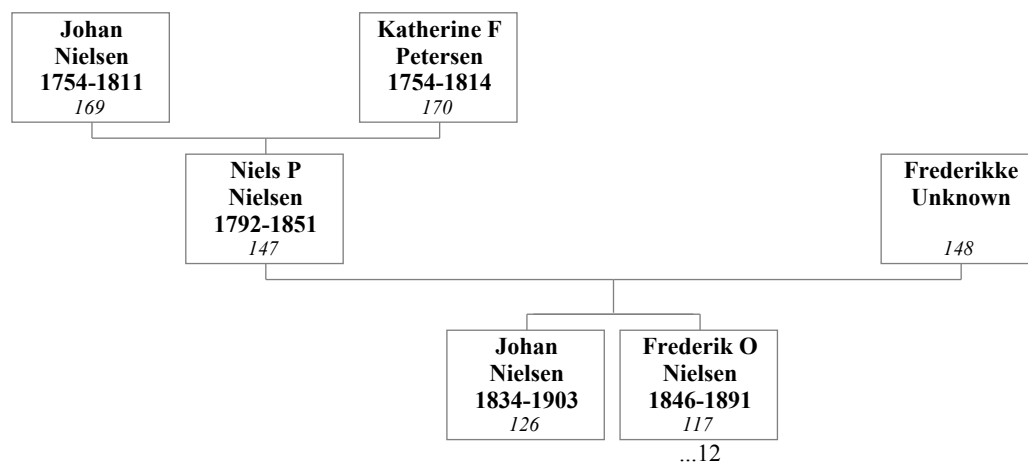 Johan
Nielsen
1754-1811
169
Katherine F
Petersen
1754-1814
170
Niels P
Nielsen
1792-1851
147
Frederikke
Unknown
148
Johan
Nielsen
1834-1903
126
Frederik O
Nielsen
1846-1891
117
...12